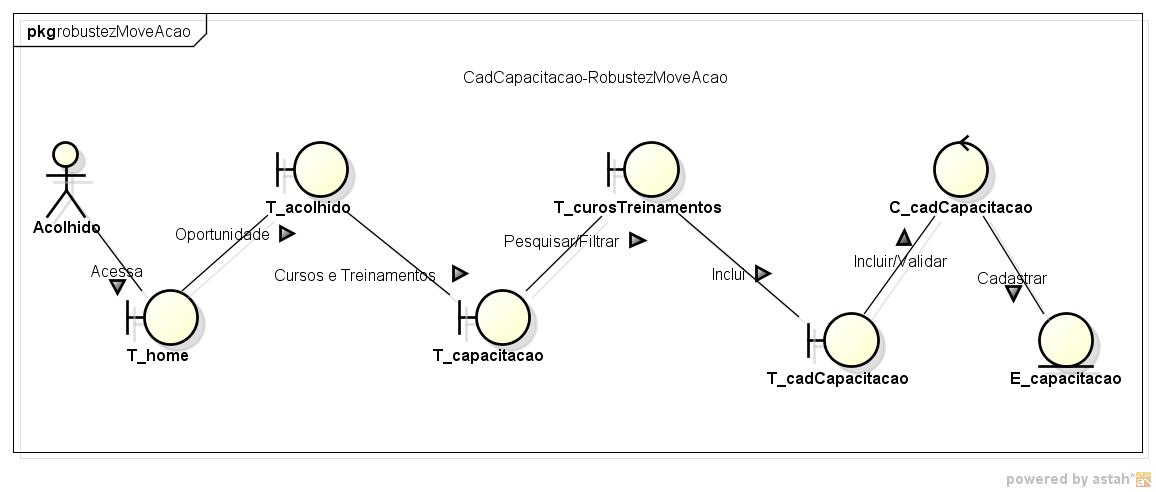 pkg robustezMoveAcao
CadCapacitacao-RobustezMoveAcao
Acolhido
T_acolhido
T_curosTreinamentos
C_cadCapacitacao
Oportunidade
Pesquisar/Filtrar
Incluir/Validar
Acessa
Cursos e Treinamentos
Inclui
Cadastrar
T_home
T_capacitacao
T_cadCapacitacao
E_capacitacao
powered by astah*